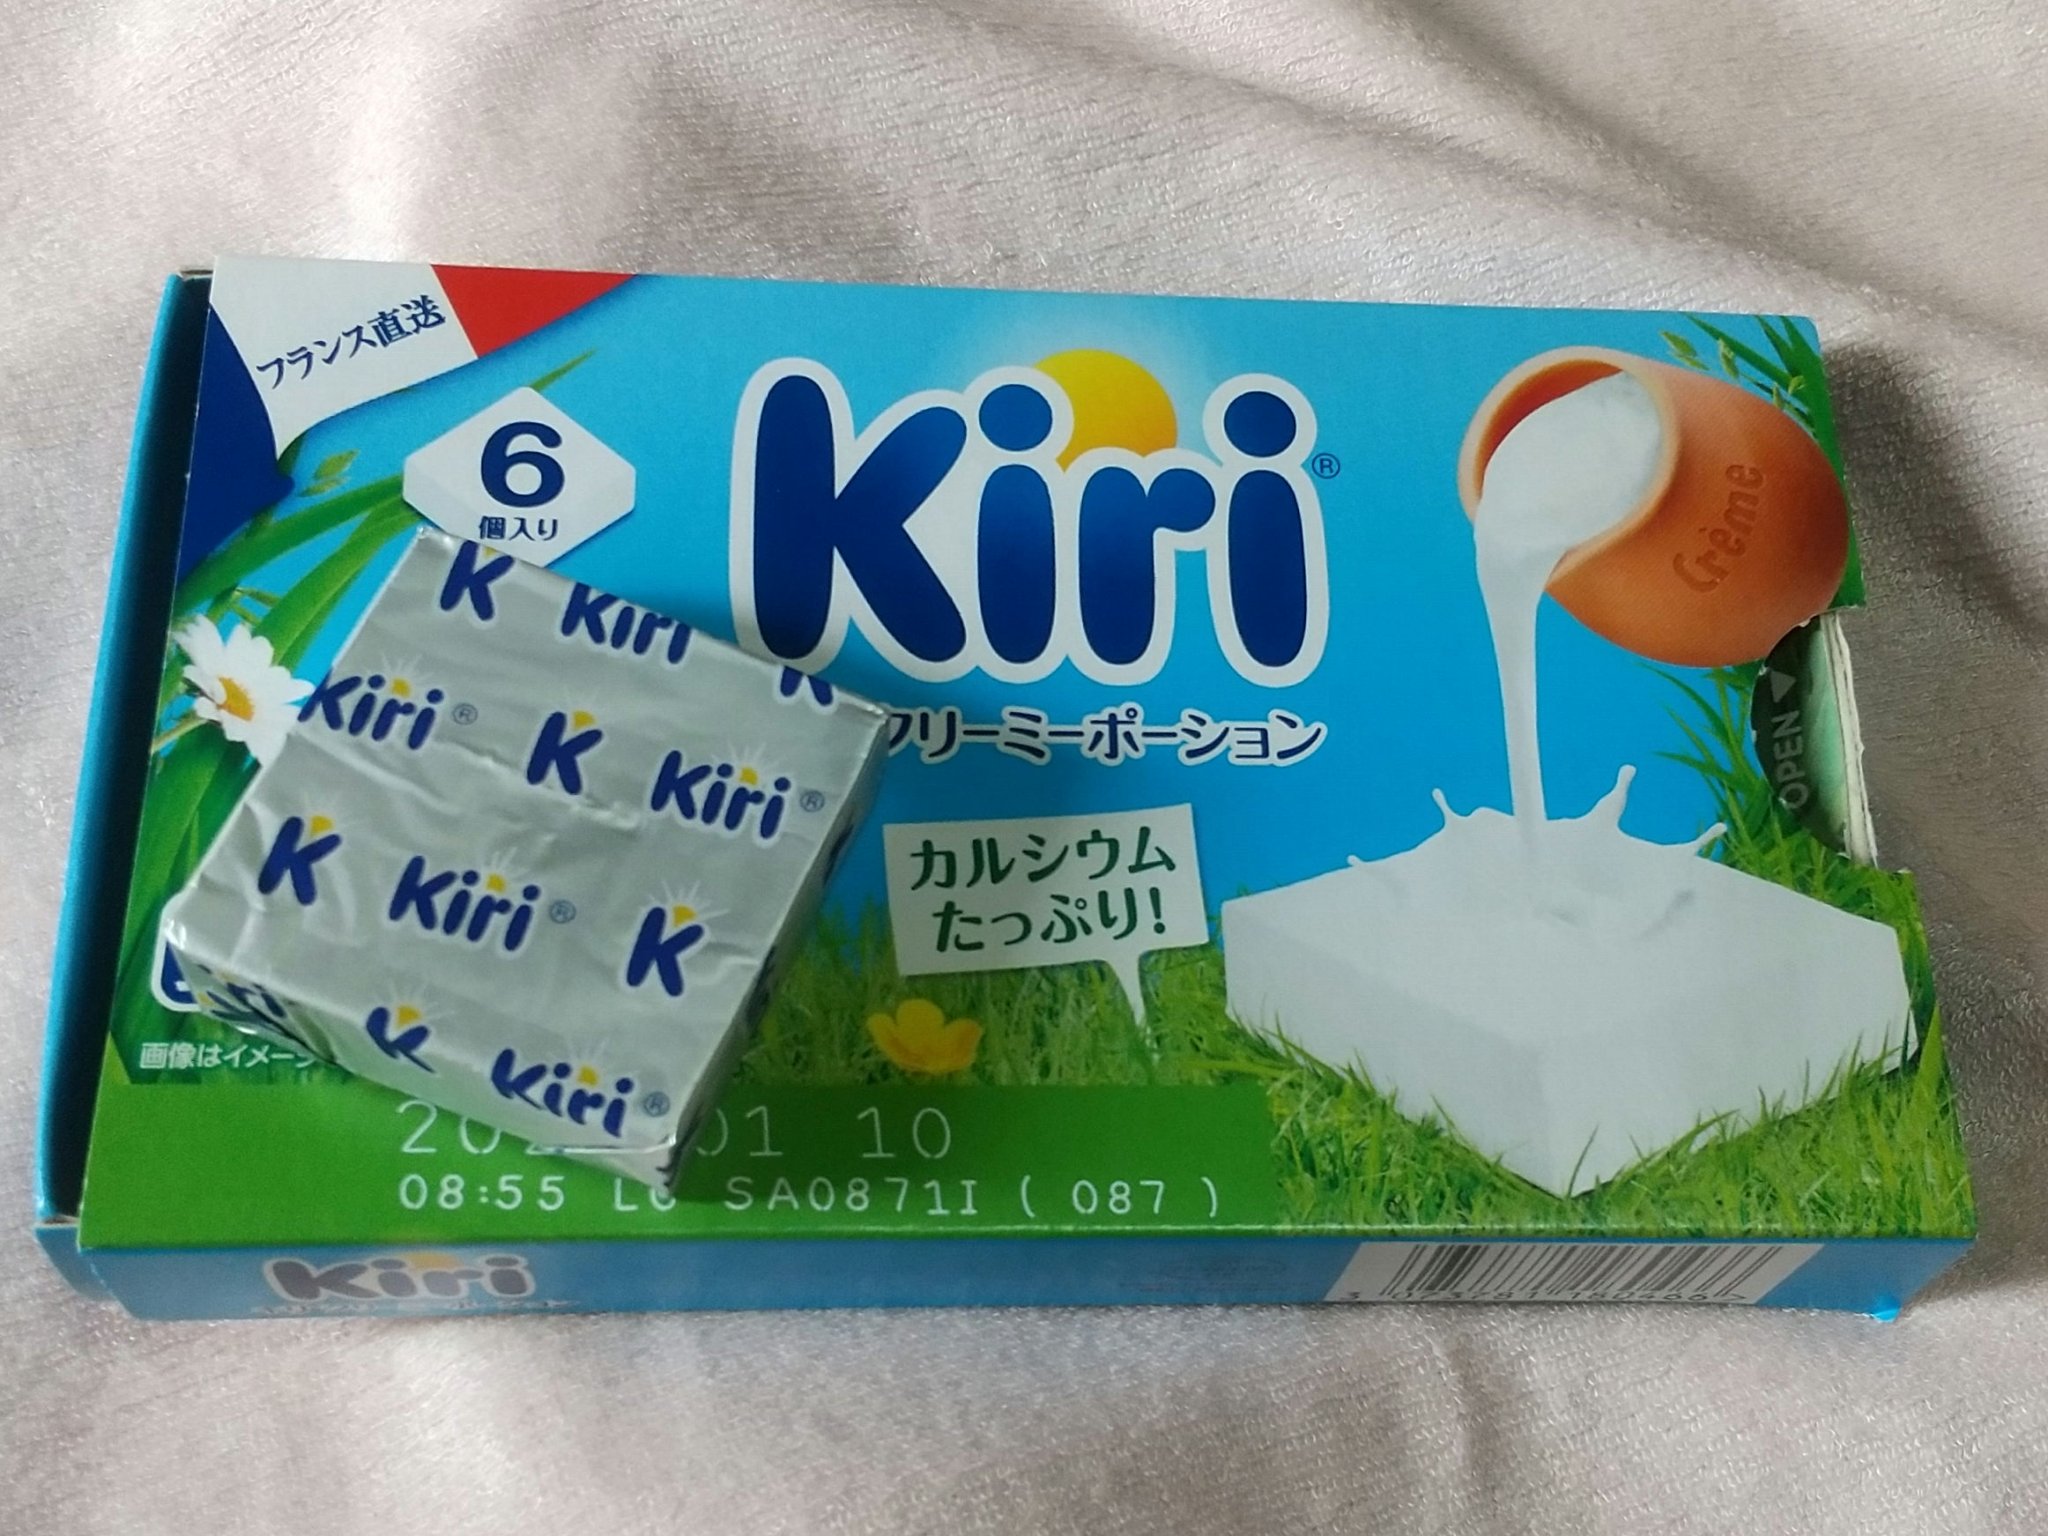 フランス直送
6
個入り
Kiri®
クリーミーポーション
Crème
OPEN
カルシウム
たっぷり!
K Kiri
Kiri® K Kiri®
K Kiri® K
K Kiri®
画像はイメージ
01 10
08:55 SA0871I ( 087 )
Kiri